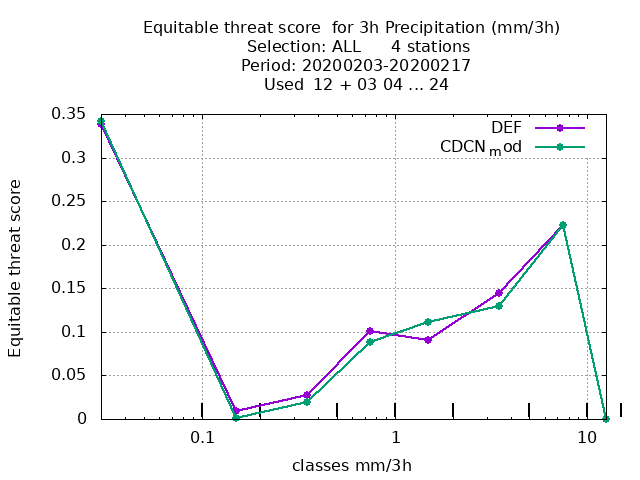 Equitable threat score  for 3h Precipitation (mm/3h)
Selection: ALL      4 stations
Period: 20200203-20200217
Used  12 + 03 04 ... 24
DEF
CDCNmod
Equitable threat score
0.35
0.3
0.25
0.2
0.15
0.1
0.05
0
0.1
1
10
classes mm/3h